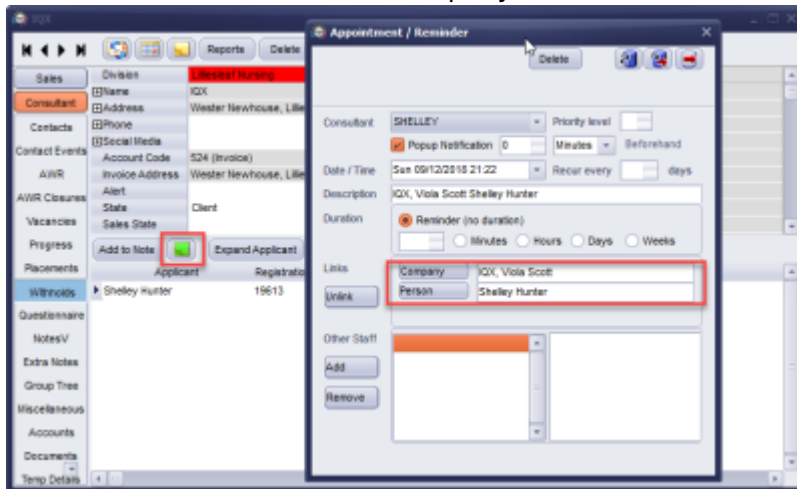 IQX
Reports Delete
Sales
Consultant
Contacts
Contact Events
AWR
AWR Closures
Vacancies
Progress
Placements
Withholds
Questionnaire
NotesV
Extra Notes
Group Tree
Miscellaneous
Accounts
Documents
Temp Details
Division Lilliesleaf Nursing
Name IQX
Address Wester Newhouse, Lillie
Phone
Social Media
Account Code S24 (Invoice)
Invoice Address Wester Newhouse, Lillie
Alert
State Client
Sales State
Add to Note Expand Applicant
Applicant Registratio
Shelley Hunter 19613
Appointment / Reminder
Delete
Consultant SHELLEY Priority level
Popup Notification 0 Minutes Beforehand
Date / Time Sun 09/12/2018 21:22 Recur every days
Description IQX, Viola Scott Shelley Hunter
Duration Reminder (no duration)
Minutes Hours Days Weeks
Links Company IQX, Viola Scott
Unlink Person Shelley Hunter
Other Staff
Add
Remove